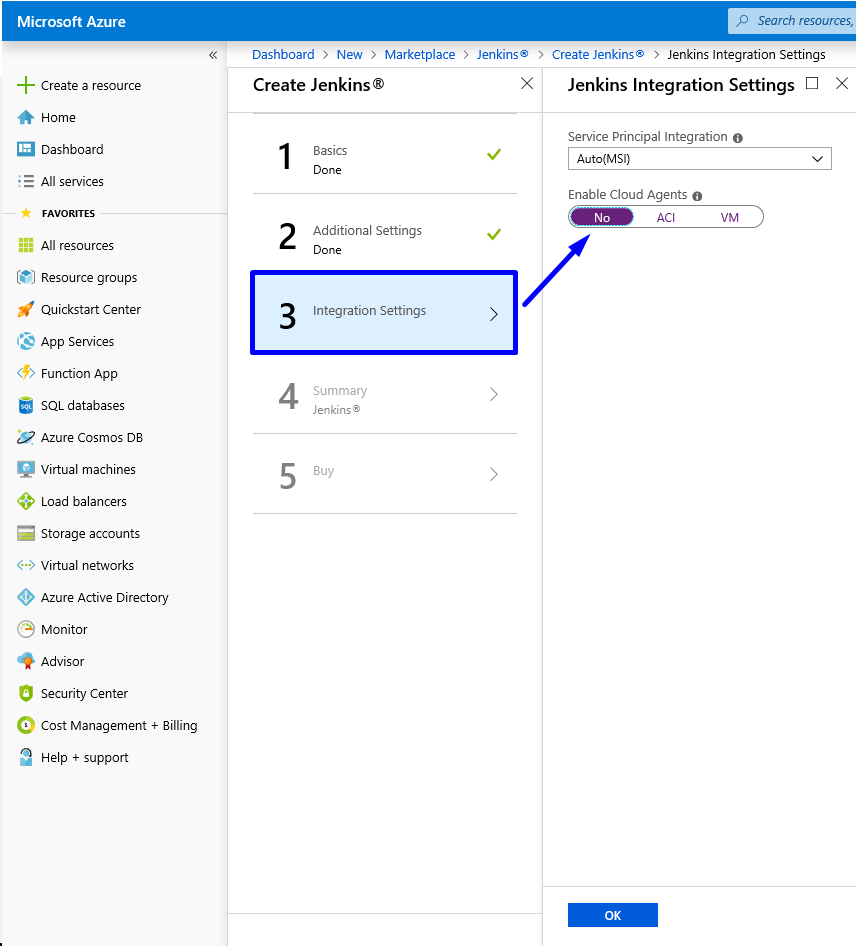 Microsoft Azure
Search resources,
«
Dashboard > New > Marketplace > Jenkins® > Create Jenkins® > Jenkins Integration Settings
Create a resource
Home
Dashboard
All services
FAVORITES
All resources
Resource groups
Quickstart Center
App Services
Function App
SQL databases
Azure Cosmos DB
Virtual machines
Load balancers
Storage accounts
Virtual networks
Azure Active Directory
Monitor
Advisor
Security Center
Cost Management + Billing
Help + support
Create Jenkins®
1 Basics
Done
2 Additional Settings
Done
3 Integration Settings
4 Summary
Jenkins®
5 Buy
Jenkins Integration Settings
Service Principal Integration
Auto(MSI)
Enable Cloud Agents
No ACI VM
OK